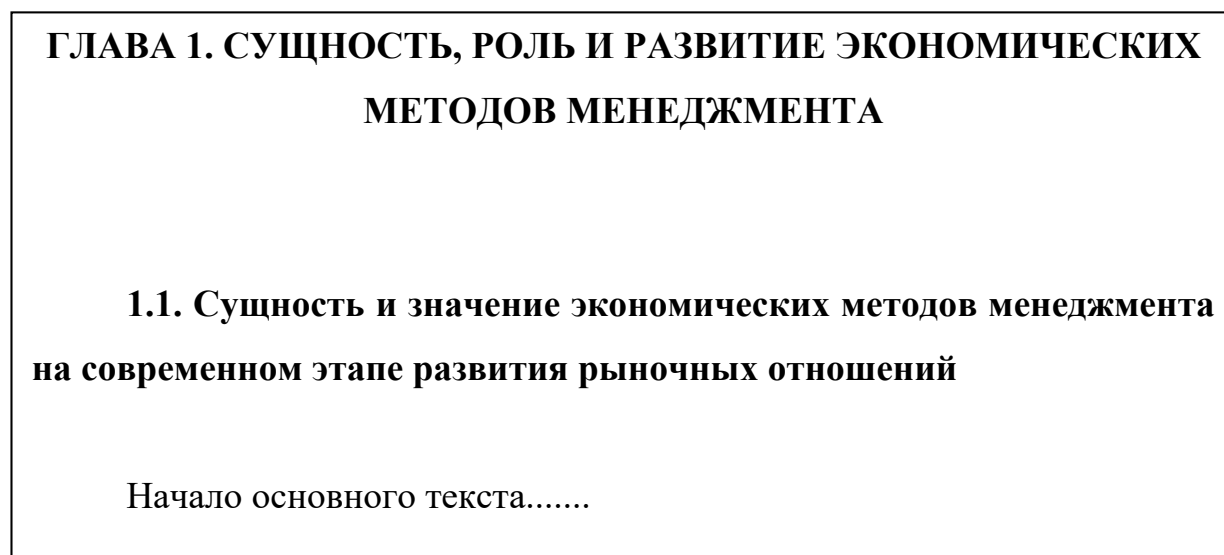 ГЛАВА 1. СУЩНОСТЬ, РОЛЬ И РАЗВИТИЕ ЭКОНОМИЧЕСКИХ
МЕТОДОВ МЕНЕДЖМЕНТА
1.1. Сущность и значение экономических методов менеджмента
на современном этапе развития рыночных отношений
Начало основного текста.......